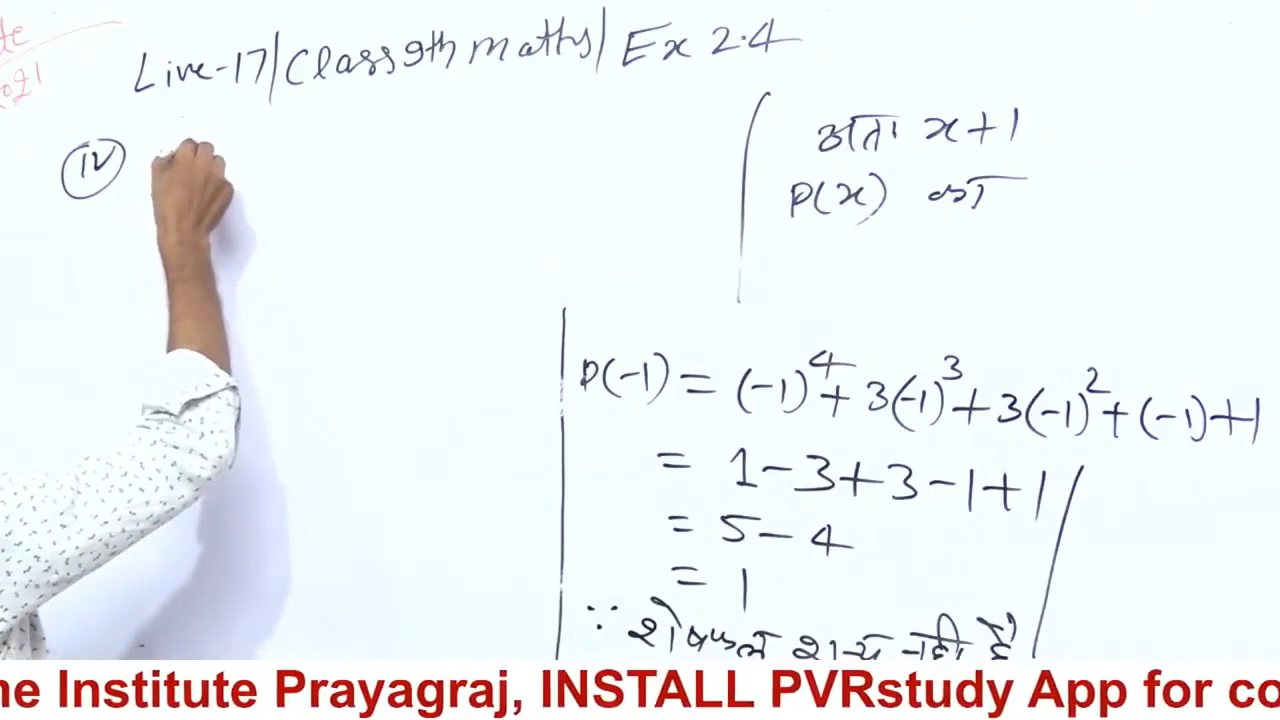 Live-17/Class 9th maths/ Ex 2.4
IV
अतः x+1
P(x) का
P(-1) = (-1)⁴+3(-1)³+3(-1)²+(-1)+1
= 1-3+3-1+1
= 5-4
= 1
∵ शेषफल शून्य नहीं है
ne Institute Prayagraj, INSTALL PVRstudy App for co